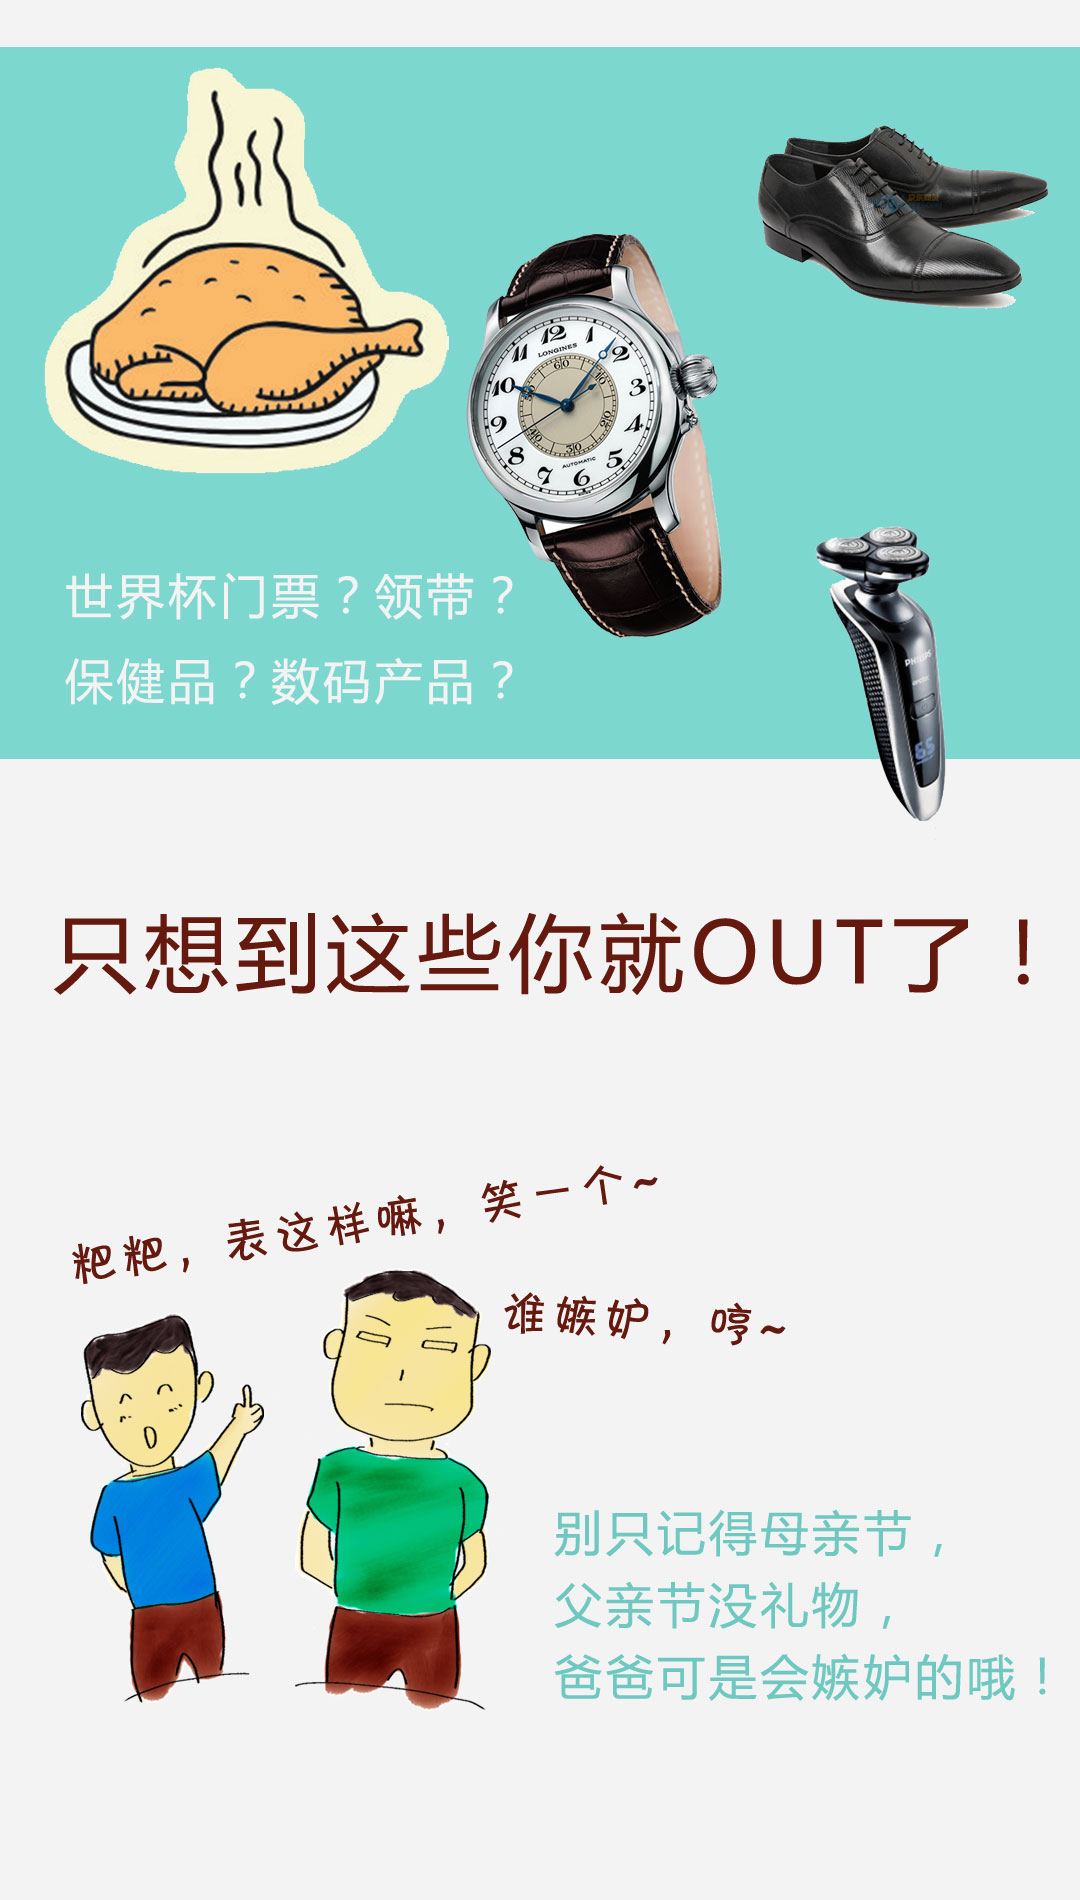 LONGINES
AUTOMATIC
PHILIPS
世界杯门票？领带？
保健品？数码产品？
只想到这些你就OUT了！
粑粑，表这样嘛，笑一个~
谁嫉妒，哼~
别只记得母亲节，
父亲节没礼物，
爸爸可是会嫉妒的哦！